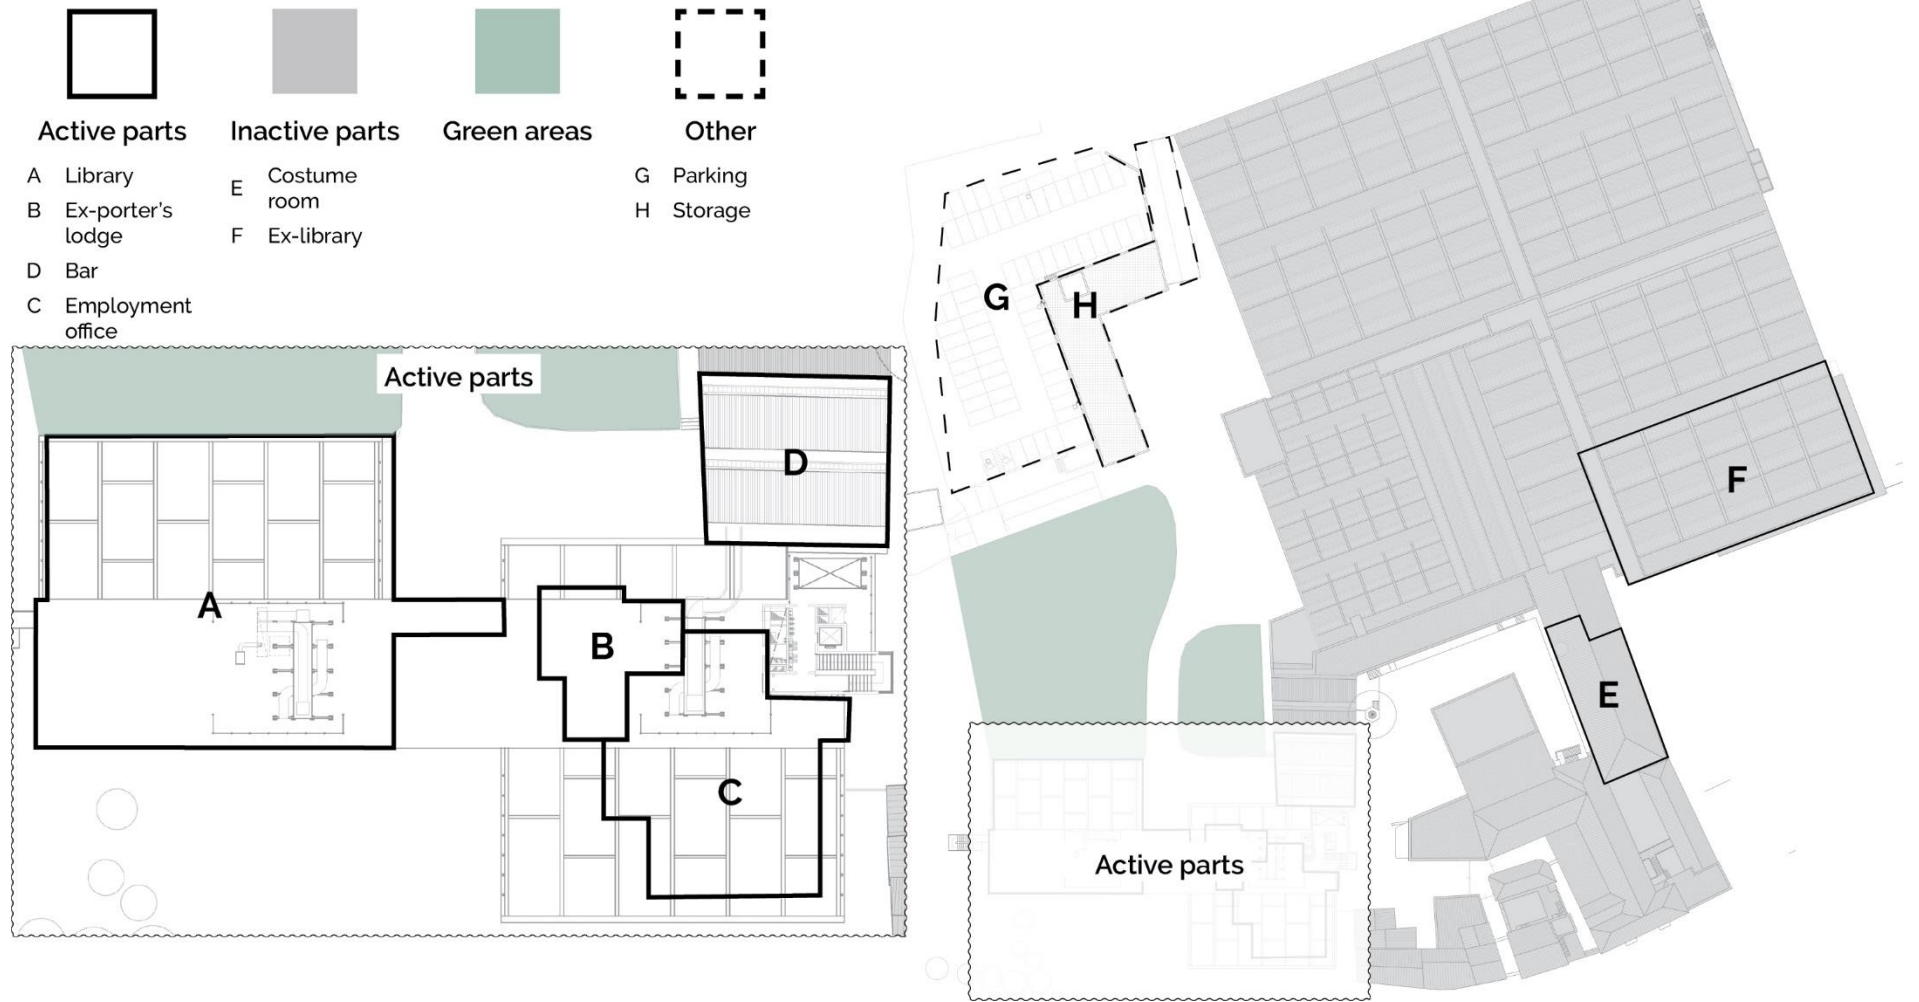 Active parts
Inactive parts
Green areas
Other
A Library
B Ex-porter's
lodge
D Bar
C Employment
office
E Costume
room
F Ex-library
G Parking
H Storage
Active parts
A
B
C
D
G
H
F
E
Active parts